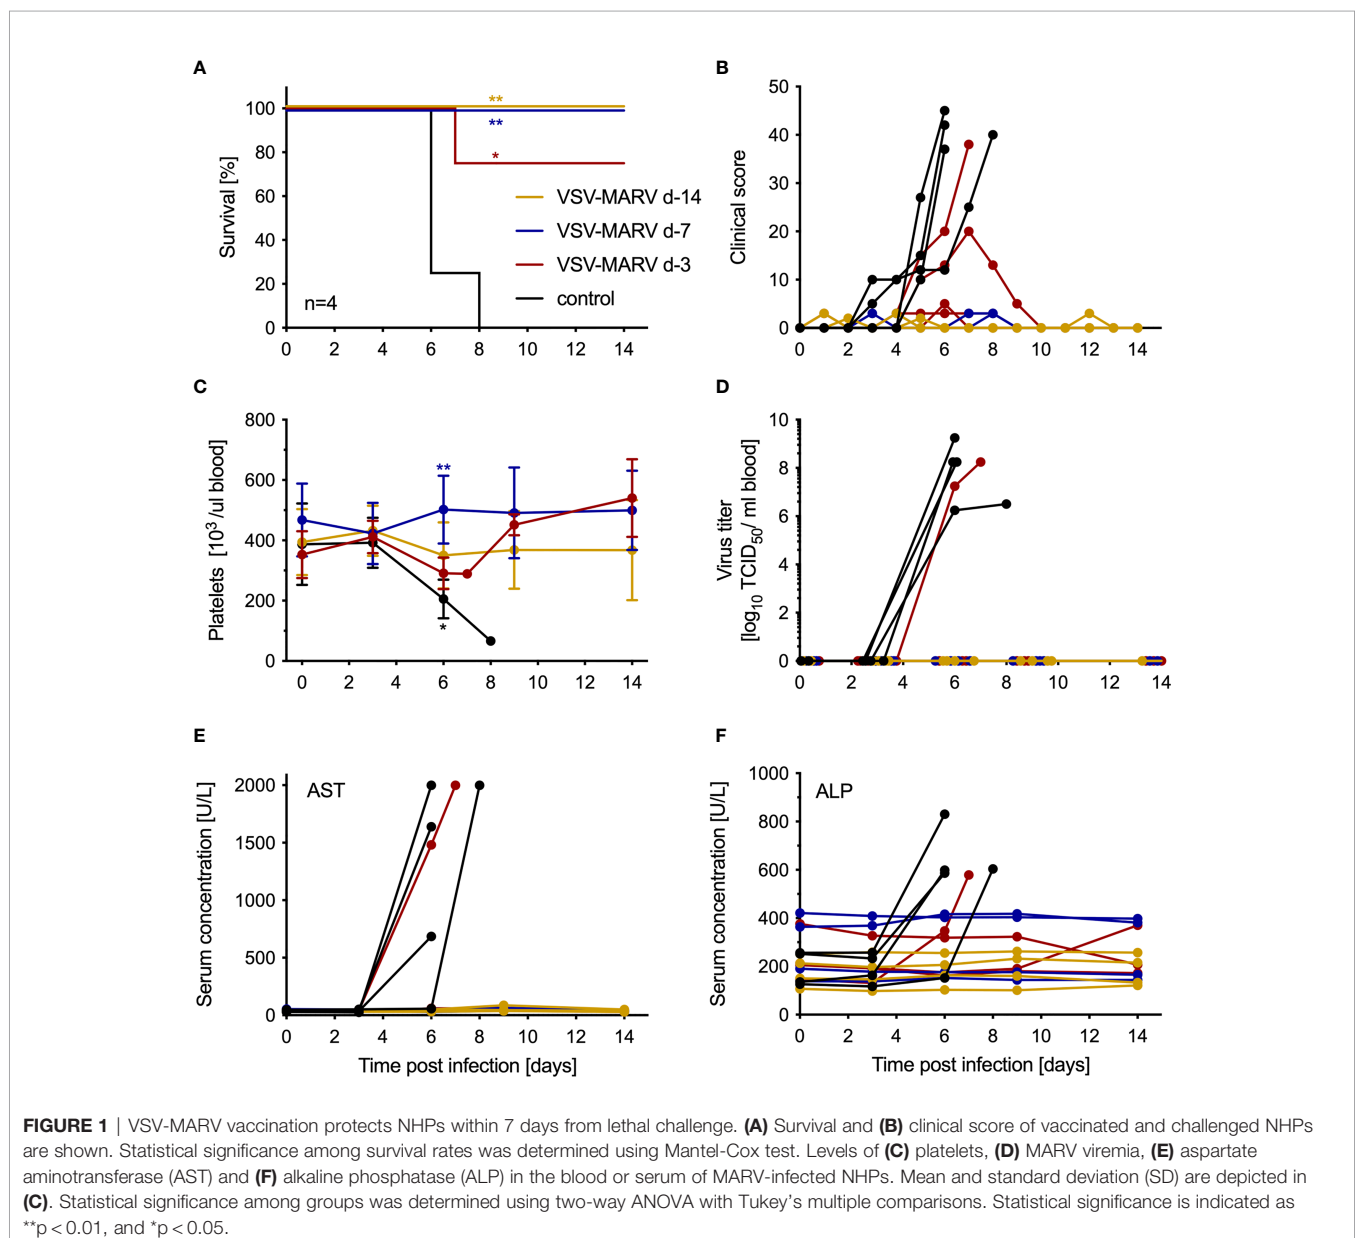 A
100
80
60
40
20
0
Survival [%]
**
**
*
VSV-MARV d-14
VSV-MARV d-7
VSV-MARV d-3
control
n=4
0 2 4 6 8 10 12 14
B
50
40
30
20
10
0
Clinical score
0 2 4 6 8 10 12 14
C
800
600
400
200
0
Platelets [10³/ul blood]
**
*
0 2 4 6 8 10 12 14
D
10
8
6
4
2
0
Virus titer
[log₁₀ TCID₅₀/ ml blood]
0 2 4 6 8 10 12 14
E
2000
1500
1000
500
0
Serum concentration [U/L]
AST
0 2 4 6 8 10 12 14
Time post infection [days]
F
1000
800
600
400
200
0
Serum concentration [U/L]
ALP
0 2 4 6 8 10 12 14
Time post infection [days]
FIGURE 1 | VSV-MARV vaccination protects NHPs within 7 days from lethal challenge. (A) Survival and (B) clinical score of vaccinated and challenged NHPs
are shown. Statistical significance among survival rates was determined using Mantel-Cox test. Levels of (C) platelets, (D) MARV viremia, (E) aspartate
aminotransferase (AST) and (F) alkaline phosphatase (ALP) in the blood or serum of MARV-infected NHPs. Mean and standard deviation (SD) are depicted in
(C). Statistical significance among groups was determined using two-way ANOVA with Tukey's multiple comparisons. Statistical significance is indicated as
**p < 0.01, and *p < 0.05.